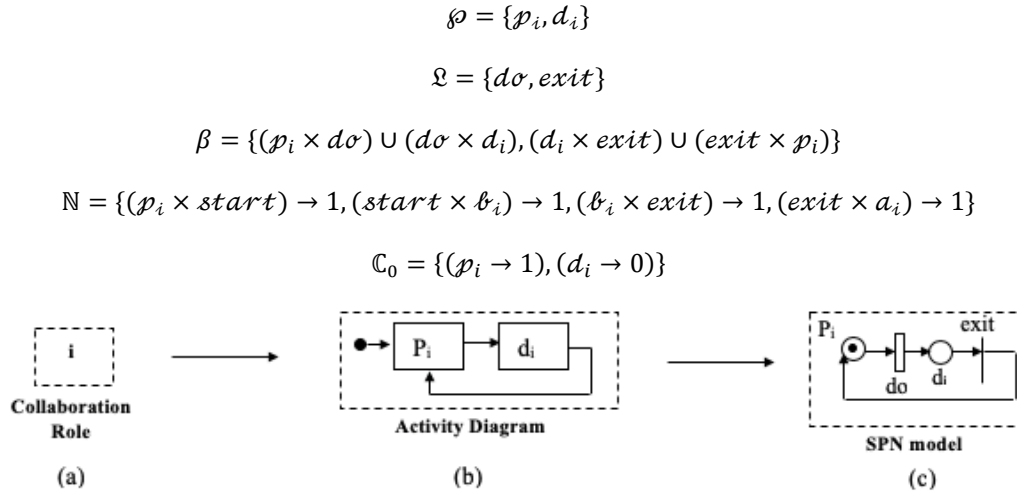 ℘ = {𝓅ᵢ, 𝒹ᵢ}
𝔏 = {𝒹ℴ, ℯ𝓍𝒾𝓉}
β = {(𝓅ᵢ × 𝒹ℴ) ∪ (𝒹ℴ × 𝒹ᵢ), (𝒹ᵢ × ℯ𝓍𝒾𝓉) ∪ (ℯ𝓍𝒾𝓉 × 𝓅ᵢ)}
ℕ = {(𝓅ᵢ × 𝓈𝓉𝒶𝓇𝓉) → 1, (𝓈𝓉𝒶𝓇𝓉 × 𝒷ᵢ) → 1, (𝒷ᵢ × ℯ𝓍𝒾𝓉) → 1, (ℯ𝓍𝒾𝓉 × 𝒶ᵢ) → 1}
ℂ₀ = {(𝓅ᵢ → 1), (𝒹ᵢ → 0)}
i
Collaboration
Role
(a)
Pᵢ dᵢ
Activity Diagram
(b)
Pᵢ exit
do dᵢ
SPN model
(c)